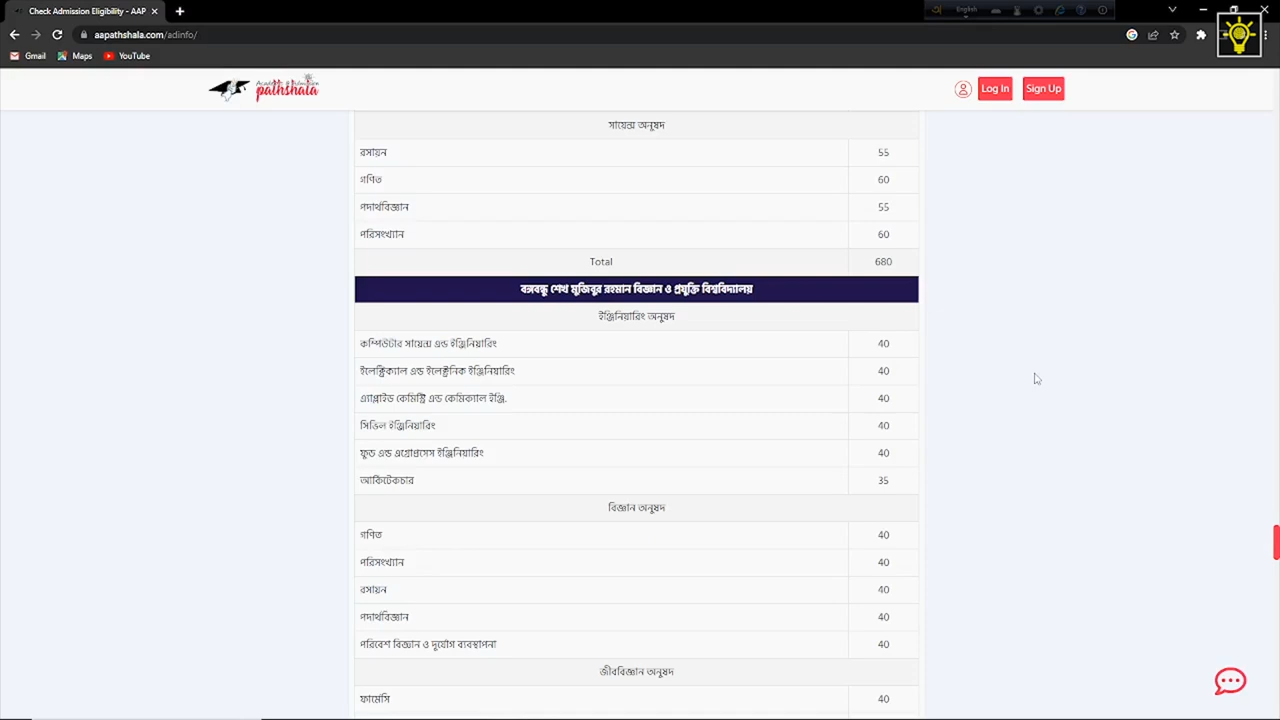 Check Admission Eligibility - AAP
English
aapathshala.com/adinfo/
Gmail Maps YouTube
Academic & Admission
pathshala
Log In Sign Up
সায়েন্স অনুষদ
রসায়ন 55
গণিত 60
পদার্থবিজ্ঞান 55
পরিসংখ্যান 60
Total 680
বঙ্গবন্ধু শেখ মুজিবুর রহমান বিজ্ঞান ও প্রযুক্তি বিশ্ববিদ্যালয়
ইঞ্জিনিয়ারিং অনুষদ
কম্পিউটার সায়েন্স এন্ড ইঞ্জিনিয়ারিং 40
ইলেক্ট্রিক্যাল এন্ড ইলেক্ট্রনিক ইঞ্জিনিয়ারিং 40
এ্যাপ্লাইড কেমিস্ট্রি এন্ড কেমিক্যাল ইঞ্জি. 40
সিভিল ইঞ্জিনিয়ারিং 40
ফুড এন্ড এগ্রোপ্রসেস ইঞ্জিনিয়ারিং 40
আর্কিটেকচার 35
বিজ্ঞান অনুষদ
গণিত 40
পরিসংখ্যান 40
রসায়ন 40
পদার্থবিজ্ঞান 40
পরিবেশ বিজ্ঞান ও দুর্যোগ ব্যবস্থাপনা 40
জীববিজ্ঞান অনুষদ
ফার্মেসি 40